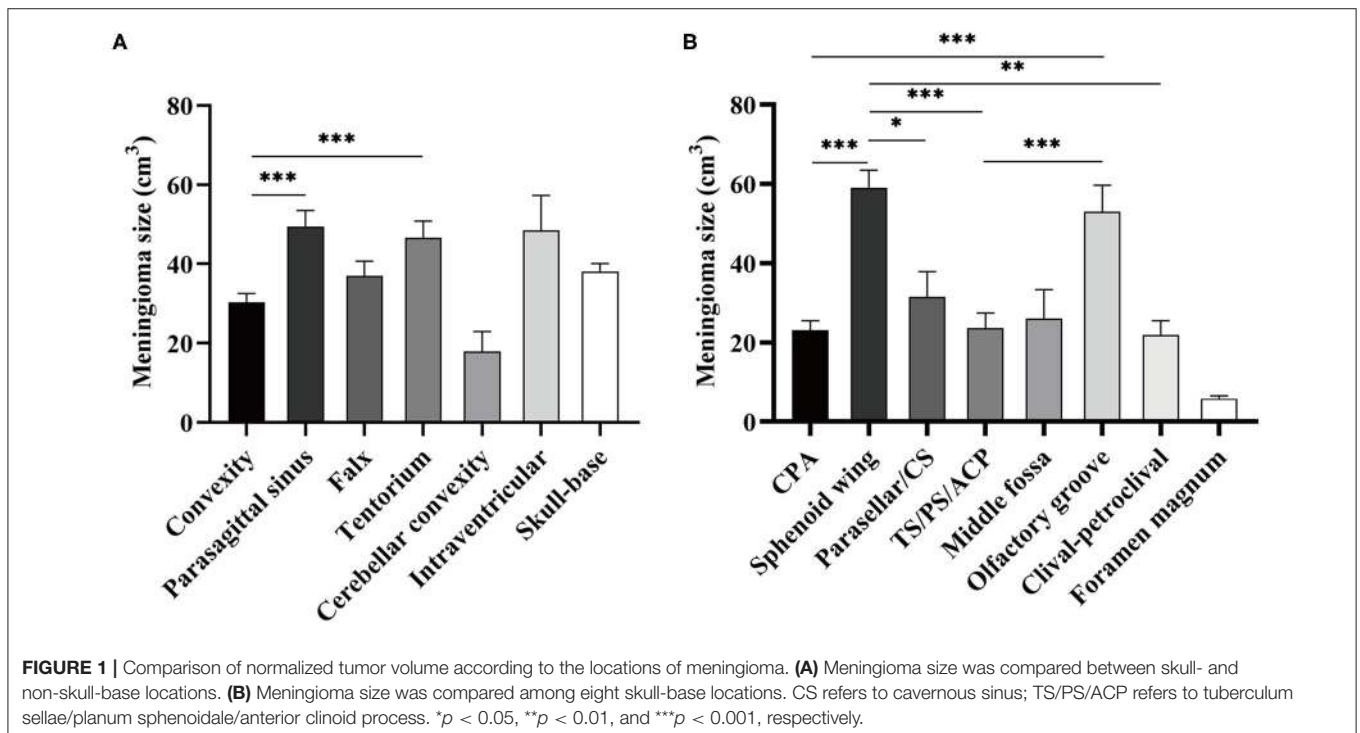 A
Meningioma size (cm³)
80
60
40
20
0
***
***
Convexity
Parasagittal sinus
Falx
Tentorium
Cerebellar convexity
Intraventricular
Skull-base
B
Meningioma size (cm³)
80
60
40
20
0
***
**
***
*
***
***
CPA
Sphenoid wing
Parasellar/CS
TS/PS/ACP
Middle fossa
Olfactory groove
Clival-petroclival
Foramen magnum
FIGURE 1 | Comparison of normalized tumor volume according to the locations of meningioma. (A) Meningioma size was compared between skull- and
non-skull-base locations. (B) Meningioma size was compared among eight skull-base locations. CS refers to cavernous sinus; TS/PS/ACP refers to tuberculum
sellae/planum sphenoidale/anterior clinoid process. *p < 0.05, **p < 0.01, and ***p < 0.001, respectively.